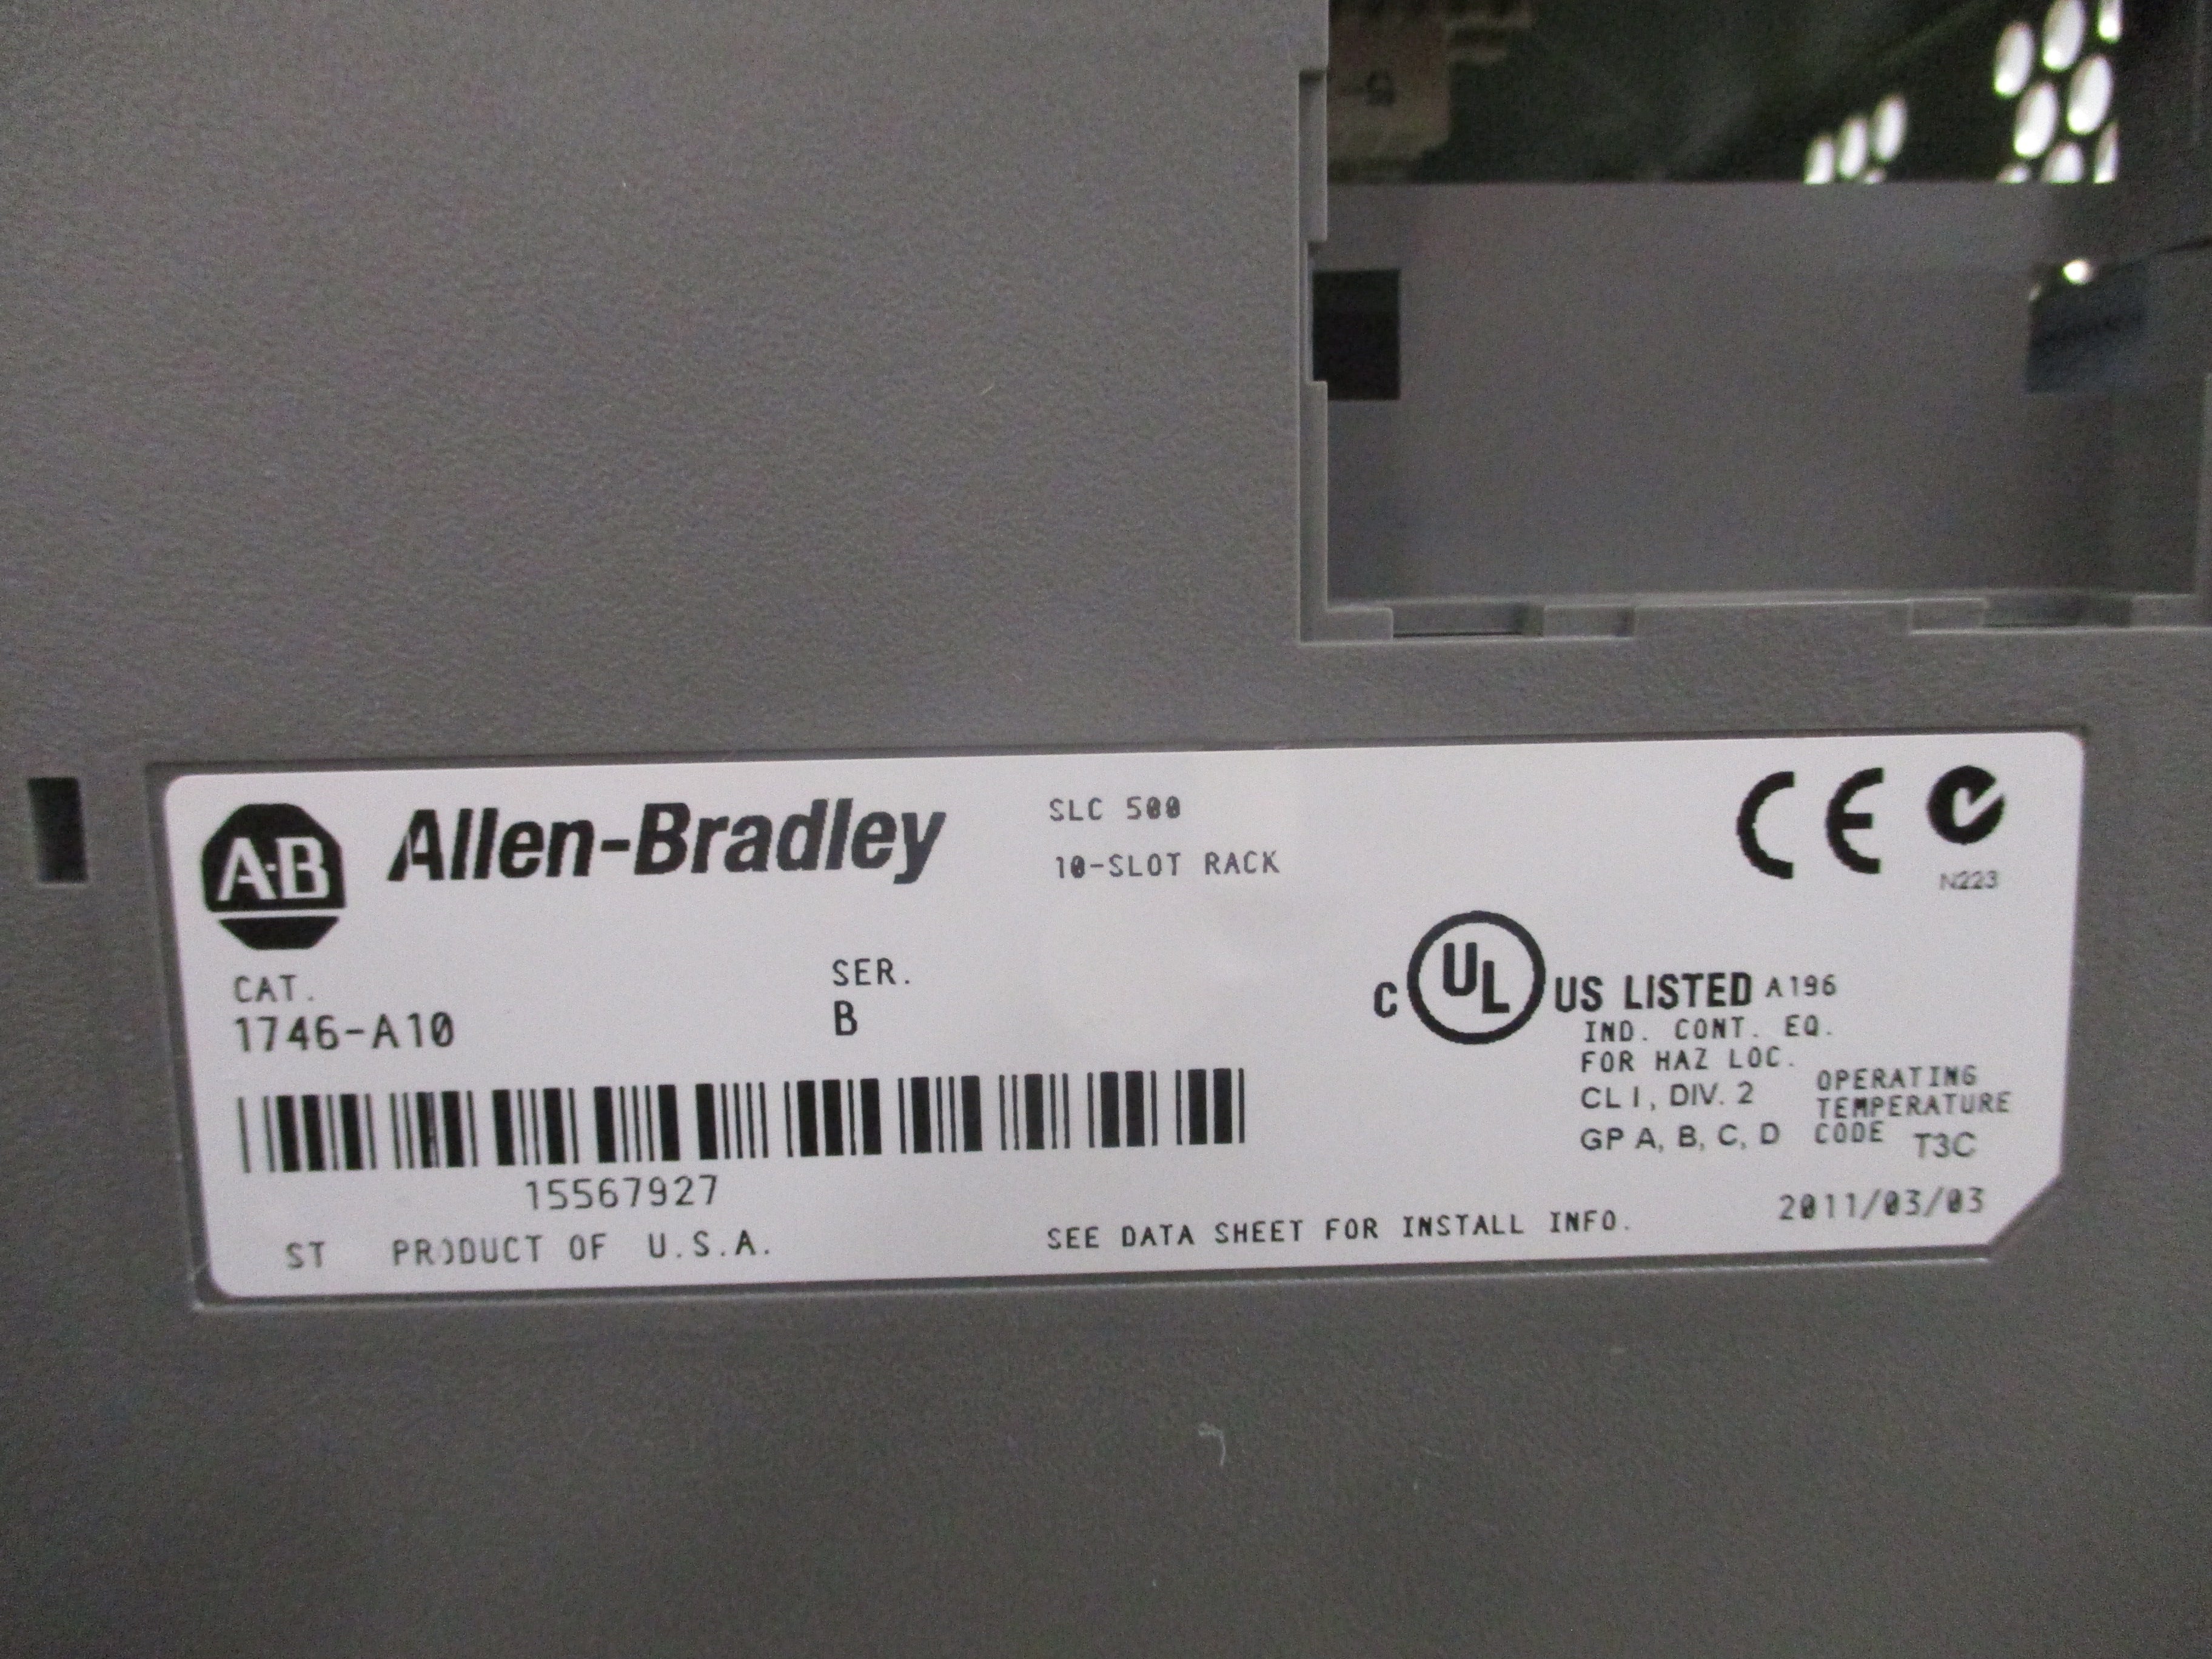 A·B Allen-Bradley
SLC 500
10-SLOT RACK
CE
N223
CAT.
1746-A10
SER.
B
C UL US LISTED A196
IND. CONT. EQ.
FOR HAZ LOC.
CL I, DIV. 2
GP A, B, C, D
OPERATING
TEMPERATURE
CODE T3C
15567927
ST PRODUCT OF U.S.A.
SEE DATA SHEET FOR INSTALL INFO.
2011/03/03